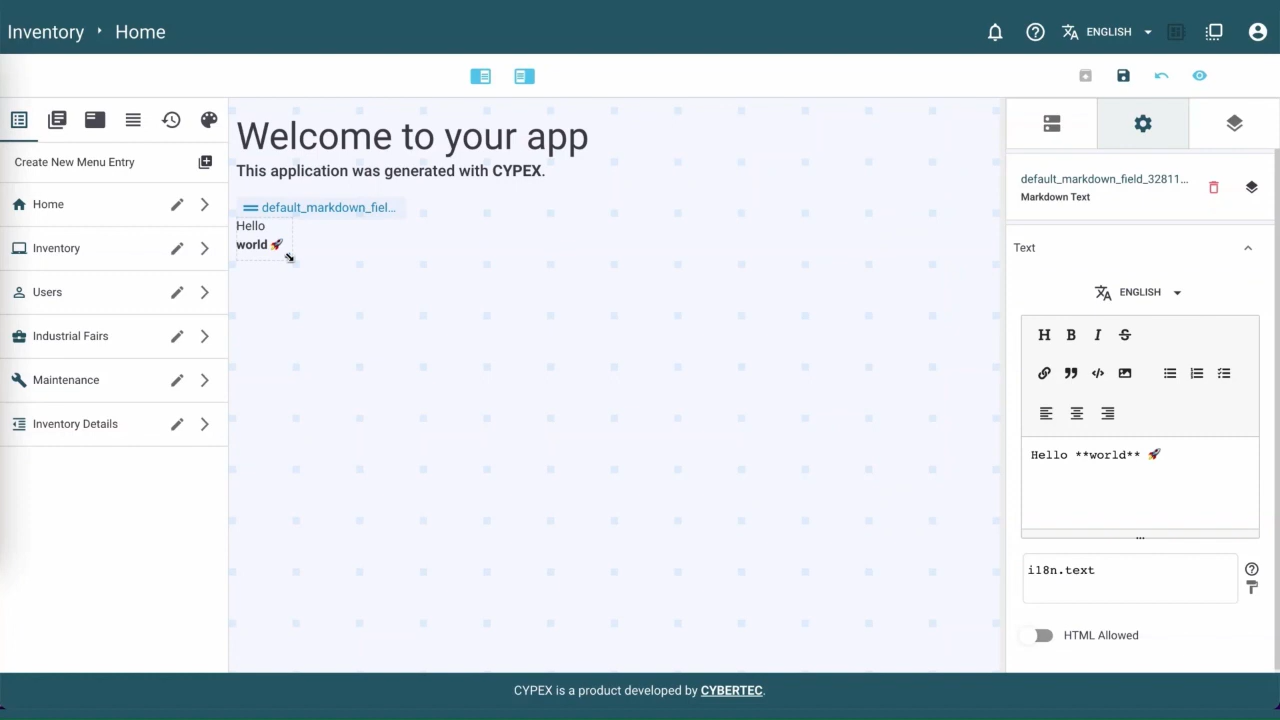 Inventory ‣ Home
ENGLISH
Create New Menu Entry
Home
Inventory
Users
Industrial Fairs
Maintenance
Inventory Details
Welcome to your app
This application was generated with CYPEX.
default_markdown_fiel...
Hello
world 🚀
default_markdown_field_32811...
Markdown Text
Text
ENGLISH
H B I S
Hello **world** 🚀
i18n.text
HTML Allowed
CYPEX is a product developed by CYBERTEC.